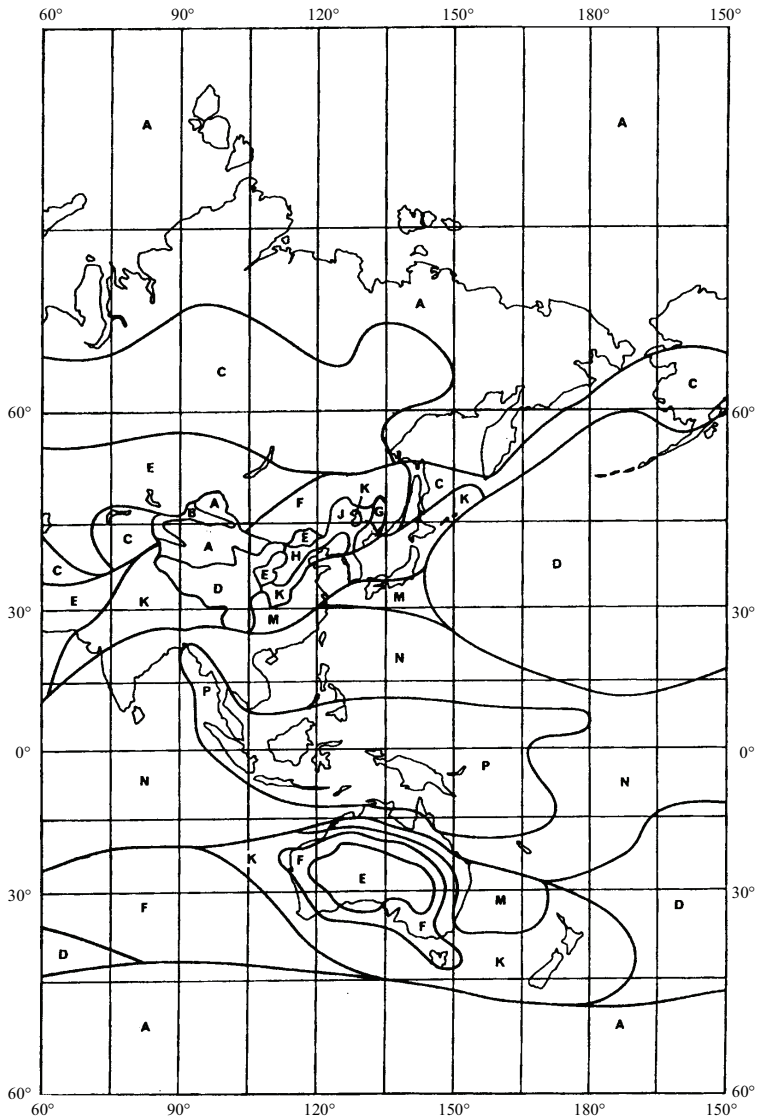 60° 90° 120° 150° 180° 150°
A A
A
C C
60° 60°
E
K C
A K
B F J G
C E
A D
H
C E
D K
30° E K M 30°
M
N
P
0° P 0°
N N
K F
E
30° M 30°
F D
F
D K
A A
60° 60°
60° 90° 120° 150° 180° 150°